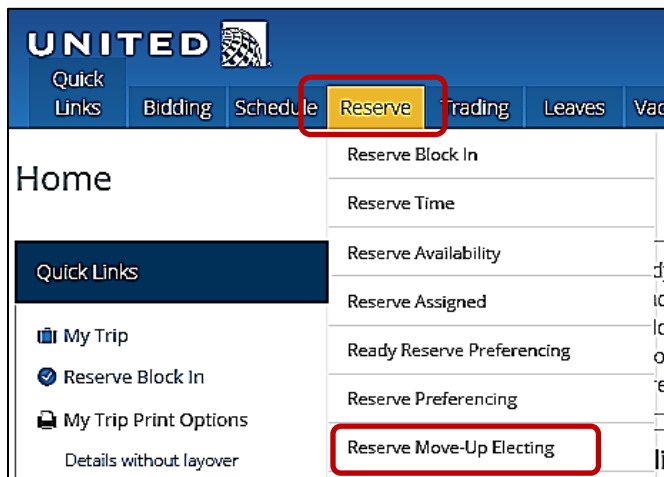 UNITED
Quick
Links
Bidding
Schedule
Reserve
Trading
Leaves
Home
Reserve Block In
Reserve Time
Reserve Availability
Reserve Assigned
Ready Reserve Preferencing
Reserve Preferencing
Reserve Move-Up Electing
Quick Links
My Trip
Reserve Block In
My Trip Print Options
Details without layover